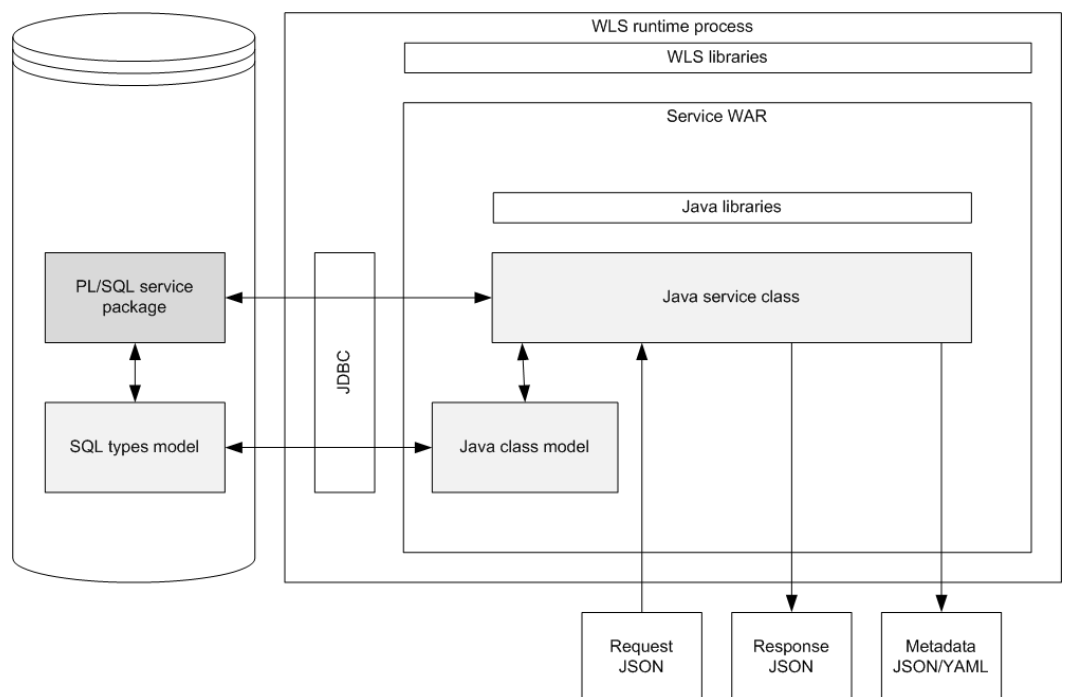 WLS runtime process
WLS libraries
Service WAR
Java libraries
PL/SQL service
package
Java service class
JDBC
SQL types model
Java class model
Request
JSON
Response
JSON
Metadata
JSON/YAML